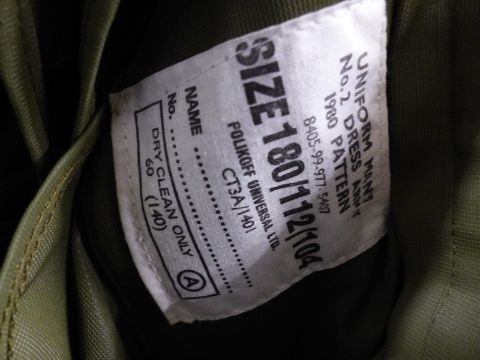 UNIFORM MANS
No. 2 DRESS ARMY
1980 PATTERN
8405-99-977-5407
SIZE 180/112/104
POLIKOFF UNIVERSAL LTD.
CT3A/1401
NAME
No.
DRY CLEAN ONLY
60
(140)
A